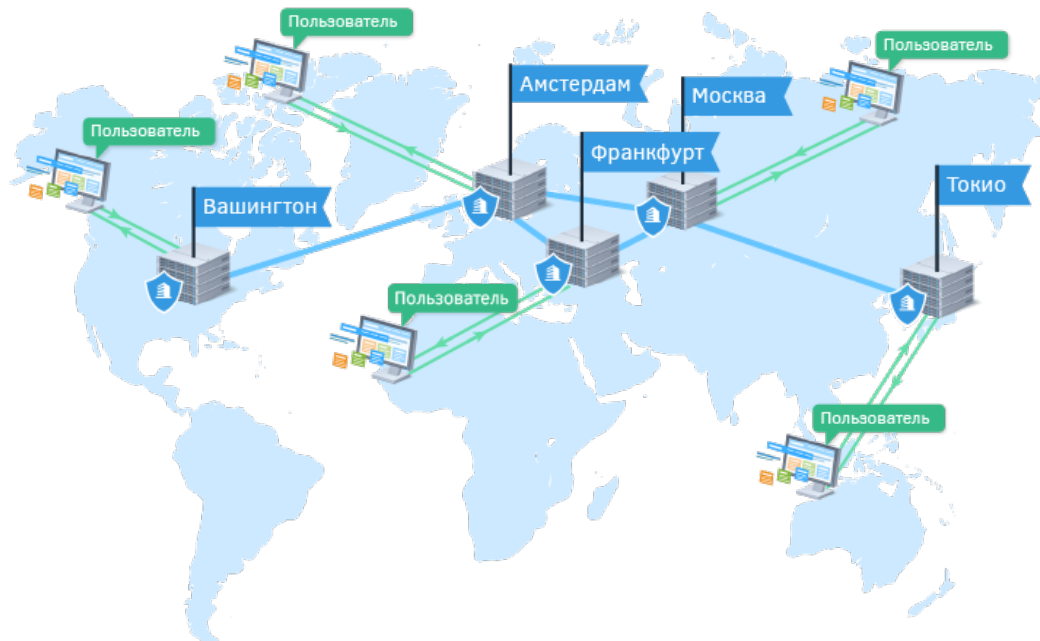 Пользователь
Пользователь
Амстердам
Москва
Пользователь
Франкфурт
Вашингтон
Токио
Пользователь
Пользователь